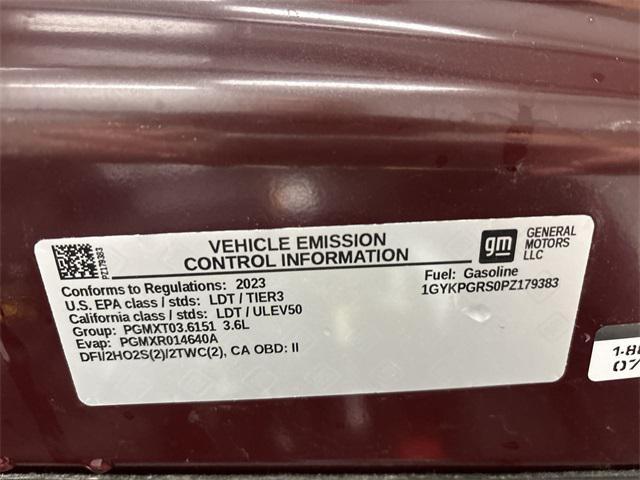 VEHICLE EMISSION
CONTROL INFORMATION
gm
GENERAL
MOTORS
LLC
PZ179383
Conforms to Regulations: 2023
U.S. EPA class / stds: LDT / TIER3
California class / stds: LDT / ULEV50
Group: PGMXT03.6151 3.6L
Evap: PGMXR014640A
DFI/2HO2S(2)/2TWC(2), CA OBD: II
Fuel: Gasoline
1GYKPGRS0PZ179383